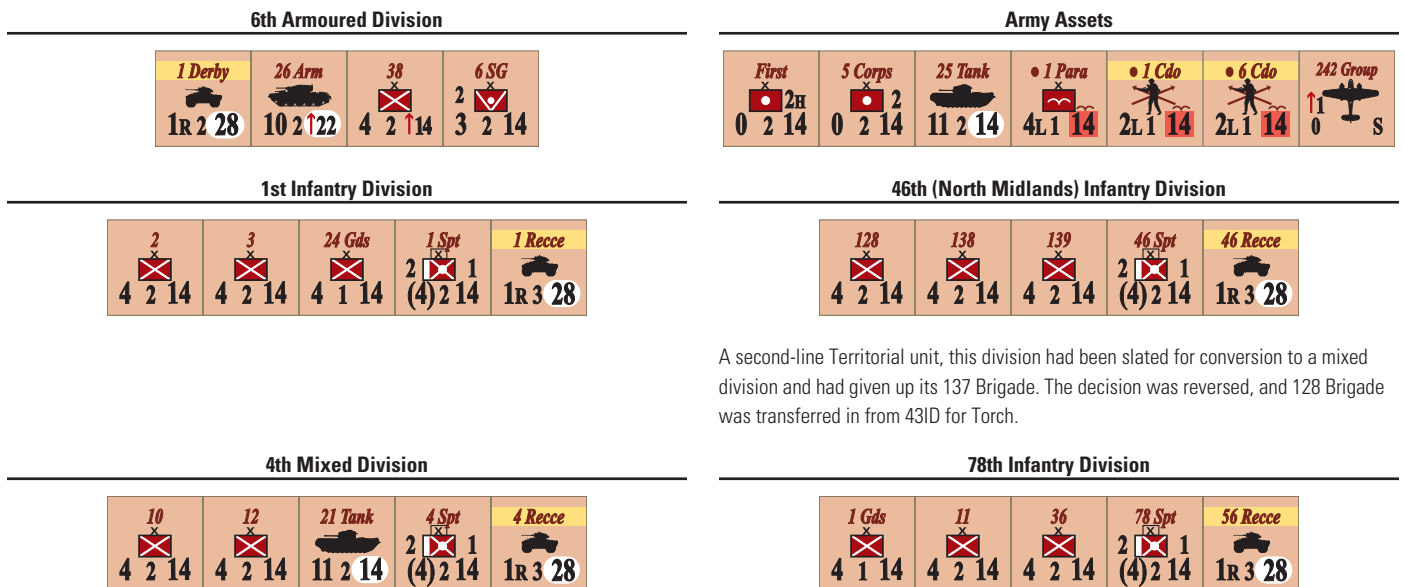 6th Armoured Division
1 Derby 26 Arm 38 6 SG
2
1R 2 28 10 2 ↑22 4 2 ↑14 3 2 14
Army Assets
First 5 Corps 25 Tank • 1 Para • 1 Cdo • 6 Cdo 242 Group
2H 2 ↑1
0 2 14 0 2 14 11 2 14 4L 1 14 2L 1 14 2L 1 14 0 S
1st Infantry Division
2 3 24 Gds 1 Spt 1 Recce
2 1
4 2 14 4 2 14 4 1 14 (4) 2 14 1R 3 28
46th (North Midlands) Infantry Division
128 138 139 46 Spt 46 Recce
2 1
4 2 14 4 2 14 4 2 14 (4) 2 14 1R 3 28
A second-line Territorial unit, this division had been slated for conversion to a mixed
division and had given up its 137 Brigade. The decision was reversed, and 128 Brigade
was transferred in from 43ID for Torch.
4th Mixed Division
10 12 21 Tank 4 Spt 4 Recce
2 1
4 2 14 4 2 14 11 2 14 (4) 2 14 1R 3 28
78th Infantry Division
1 Gds 11 36 78 Spt 56 Recce
2 1
4 1 14 4 2 14 4 2 14 (4) 2 14 1R 3 28